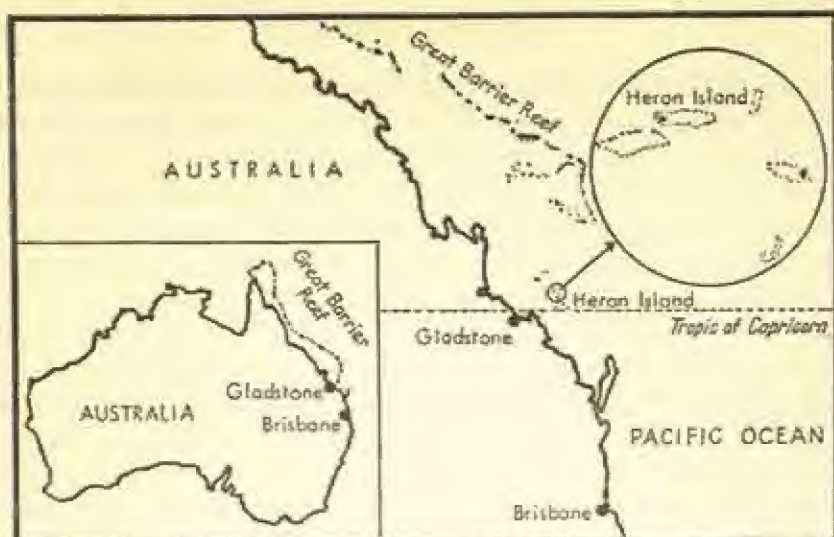 Great Barrier Reef
Heron Island
AUSTRALIA
Heron Island
Tropic of Capricorn
Gladstone
PACIFIC OCEAN
Brisbane
Great Barrier
Reef
Gladstone
Brisbane
AUSTRALIA